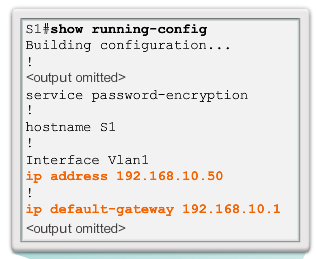 S1#show running-config
Building configuration...
!
<output omitted>
service password-encryption
!
hostname S1
!
Interface Vlan1
ip address 192.168.10.50
!
ip default-gateway 192.168.10.1
<output omitted>